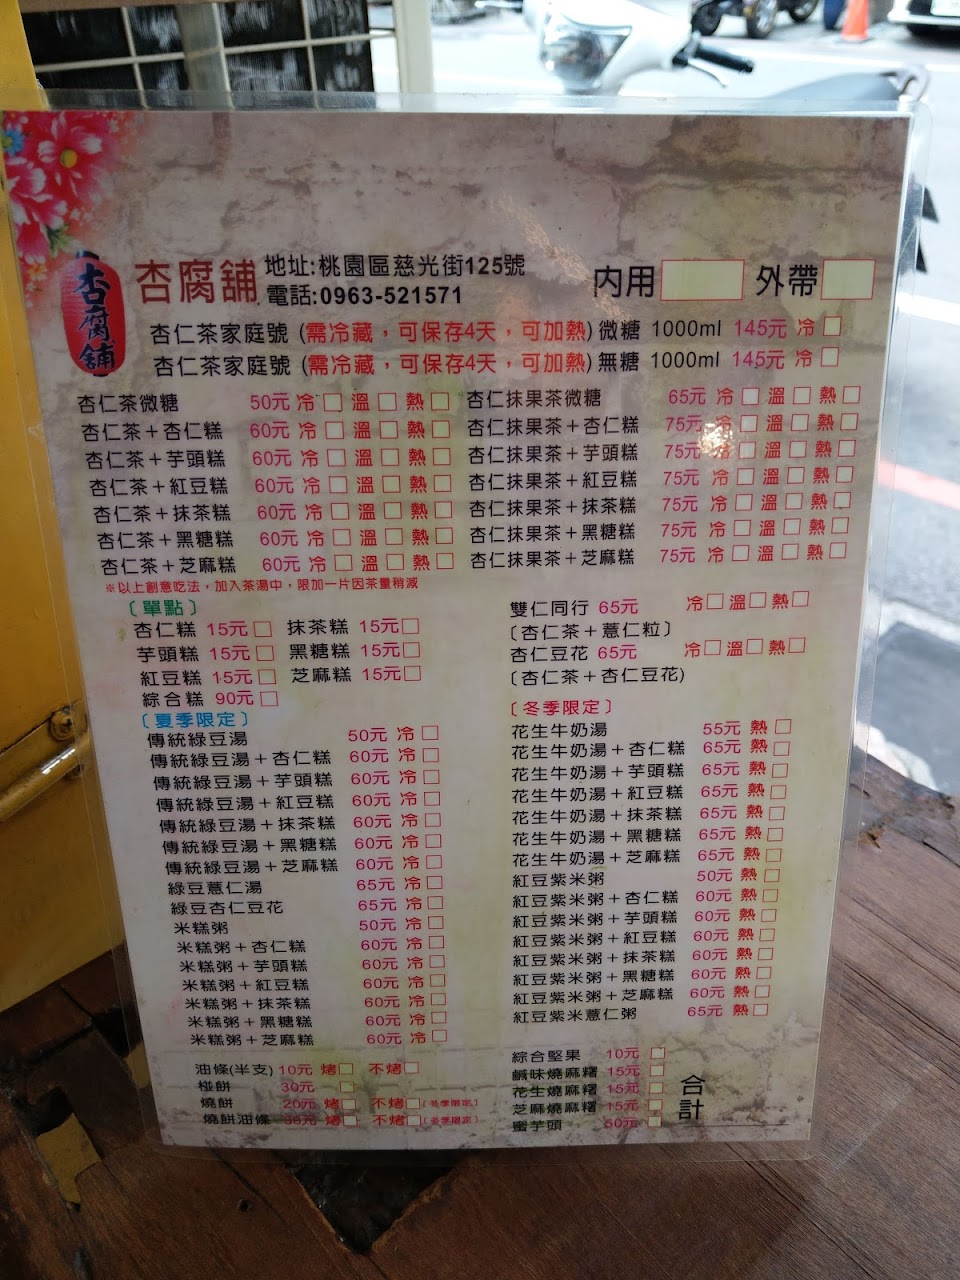 杏腐舖
杏腐舖
地址:桃園區慈光街125號
電話:0963-521571
內用 外帶
杏仁茶家庭號 (需冷藏，可保存4天，可加熱) 微糖 1000ml 145元 冷□
杏仁茶家庭號 (需冷藏，可保存4天，可加熱) 無糖 1000ml 145元 冷□
杏仁茶微糖 50元 冷□ 溫□ 熱□
杏仁茶＋杏仁糕 60元 冷□ 溫□ 熱□
杏仁茶＋芋頭糕 60元 冷□ 溫□ 熱□
杏仁茶＋紅豆糕 60元 冷□ 溫□ 熱□
杏仁茶＋抹茶糕 60元 冷□ 溫□ 熱□
杏仁茶＋黑糖糕 60元 冷□ 溫□ 熱□
杏仁茶＋芝麻糕 60元 冷□ 溫□ 熱□
※以上創意吃法，加入茶湯中，限加一片因茶量稍減
杏仁抹果茶微糖 65元 冷□ 溫□ 熱□
杏仁抹果茶＋杏仁糕 75元 冷□ 溫□ 熱□
杏仁抹果茶＋芋頭糕 75元 冷□ 溫□ 熱□
杏仁抹果茶＋紅豆糕 75元 冷□ 溫□ 熱□
杏仁抹果茶＋抹茶糕 75元 冷□ 溫□ 熱□
杏仁抹果茶＋黑糖糕 75元 冷□ 溫□ 熱□
杏仁抹果茶＋芝麻糕 75元 冷□ 溫□ 熱□
〔單點〕
杏仁糕 15元□ 抹茶糕 15元□
芋頭糕 15元□ 黑糖糕 15元□
紅豆糕 15元□ 芝麻糕 15元□
綜合糕 90元□
雙仁同行 65元 冷□溫□熱□
〔杏仁茶＋薏仁粒〕
杏仁豆花 65元 冷□溫□熱□
〔杏仁茶＋杏仁豆花)
〔夏季限定〕
傳統綠豆湯 50元 冷□
傳統綠豆湯＋杏仁糕 60元 冷□
傳統綠豆湯＋芋頭糕 60元 冷□
傳統綠豆湯＋紅豆糕 60元 冷□
傳統綠豆湯＋抹茶糕 60元 冷□
傳統綠豆湯＋黑糖糕 60元 冷□
傳統綠豆湯＋芝麻糕 60元 冷□
綠豆薏仁湯 65元 冷□
綠豆杏仁豆花 65元 冷□
米糕粥 50元 冷□
米糕粥＋杏仁糕 60元 冷□
米糕粥＋芋頭糕 60元 冷□
米糕粥＋紅豆糕 60元 冷□
米糕粥＋抹茶糕 60元 冷□
米糕粥＋黑糖糕 60元 冷□
米糕粥＋芝麻糕 60元 冷□
〔冬季限定〕
花生牛奶湯 55元 熱□
花生牛奶湯＋杏仁糕 65元 熱□
花生牛奶湯＋芋頭糕 65元 熱□
花生牛奶湯＋紅豆糕 65元 熱□
花生牛奶湯＋抹茶糕 65元 熱□
花生牛奶湯＋黑糖糕 65元 熱□
花生牛奶湯＋芝麻糕 65元 熱□
紅豆紫米粥 50元 熱□
紅豆紫米粥＋杏仁糕 60元 熱□
紅豆紫米粥＋芋頭糕 60元 熱□
紅豆紫米粥＋紅豆糕 60元 熱□
紅豆紫米粥＋抹茶糕 60元 熱□
紅豆紫米粥＋黑糖糕 60元 熱□
紅豆紫米粥＋芝麻糕 60元 熱□
紅豆紫米薏仁粥 65元 熱□
油條(半支) 10元 烤□ 不烤□
椪餅 30元 □
燒餅 20元 烤□ 不烤□〔冬季限定〕
燒餅油條 烤□ 不烤□〔冬季限定〕
綜合堅果 10元 □
鹹味燒麻糬 15元 □
花生燒麻糬 15元 □
芝麻燒麻糬 15元 □
蜜芋頭 50元 □
合計